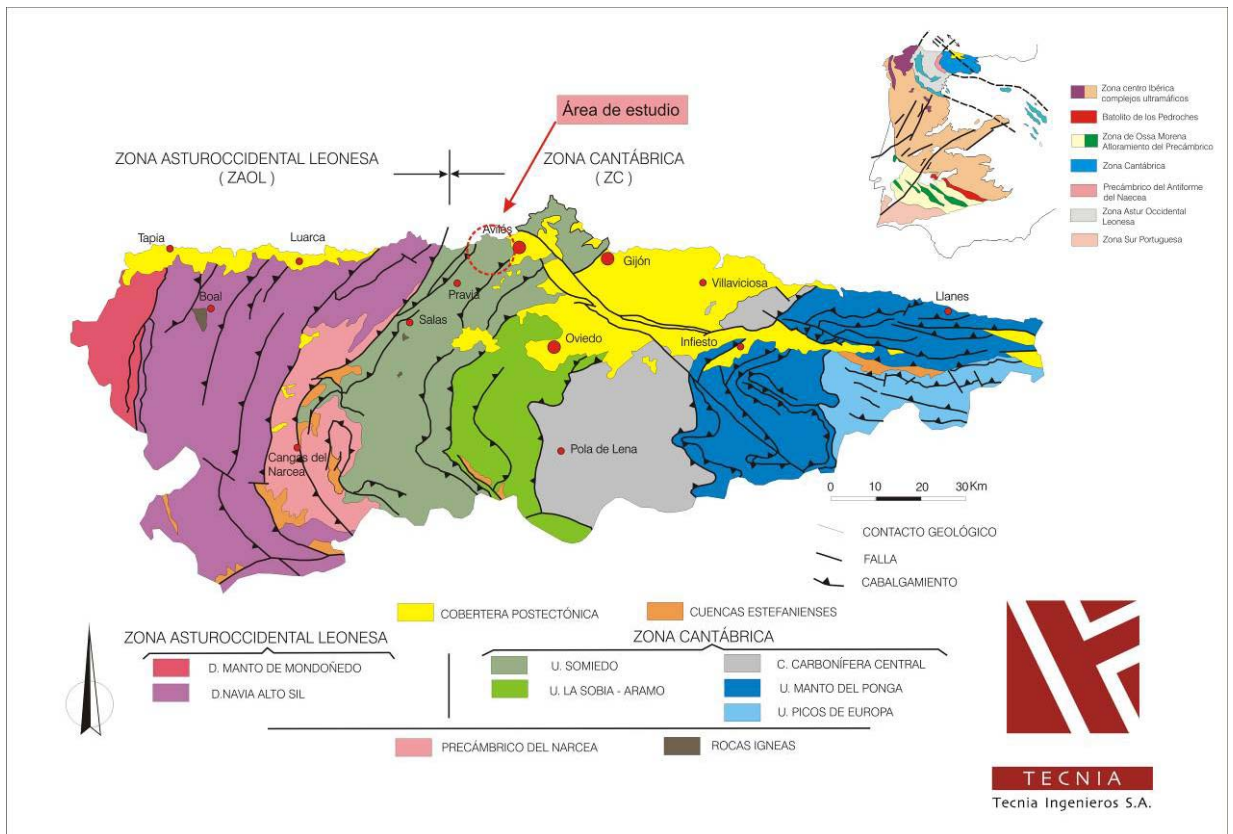 Área de estudio
ZONA ASTUROCCIDENTAL LEONESA
( ZAOL )
ZONA CANTÁBRICA
(ZC )
Zona centro Ibérica
complejos ultramáficos
Batolito de los Pedroches
Zona de Ossa Morena
Alloramiento del Precámbrico
Zona Cantábrica
Precámbrico del Antiforme
del Naecea
Zona Astur Occidental
Leonesa
Zona Sur Portuguesa
Tapia
Luarca
Avilés
Gijón
Villaviciosa
Llanes
Boal
Pravia
Salas
Oviedo
Infiesto
Cangas del
Narcea
Pola de Lena
0 10 20 30Km
CONTACTO GEOLÓGICO
FALLA
CABALGAMIENTO
COBERTERA POSTECTÓNICA
CUENCAS ESTEFANIENSES
ZONA ASTUROCCIDENTAL LEONESA
D. MANTO DE MONDOÑEDO
D.NAVIA ALTO SIL
ZONA CANTÁBRICA
U. SOMIEDO
U. LA SOBIA - ARAMO
C. CARBONÍFERA CENTRAL
U. MANTO DEL PONGA
U. PICOS DE EUROPA
PRECÁMBRICO DEL NARCEA
ROCAS IGNEAS
TECNIA
Tecnia Ingenieros S.A.